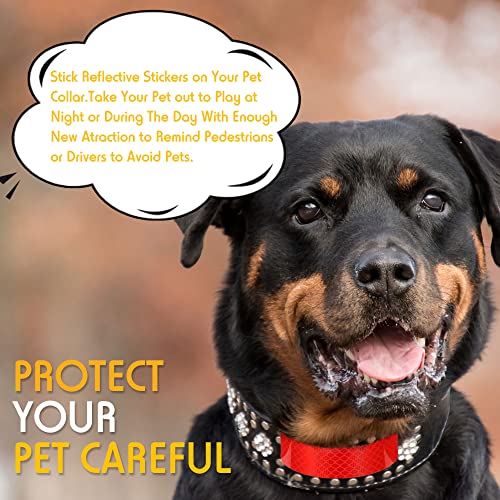 Stick Reflective Stickers on Your Pet
Collar.Take Your Pet out to Play at
Night or During The Day With Enough
New Atraction to Remind Pedestrians
or Drivers to Avoid Pets.
PROTECT
YOUR
PET CAREFUL